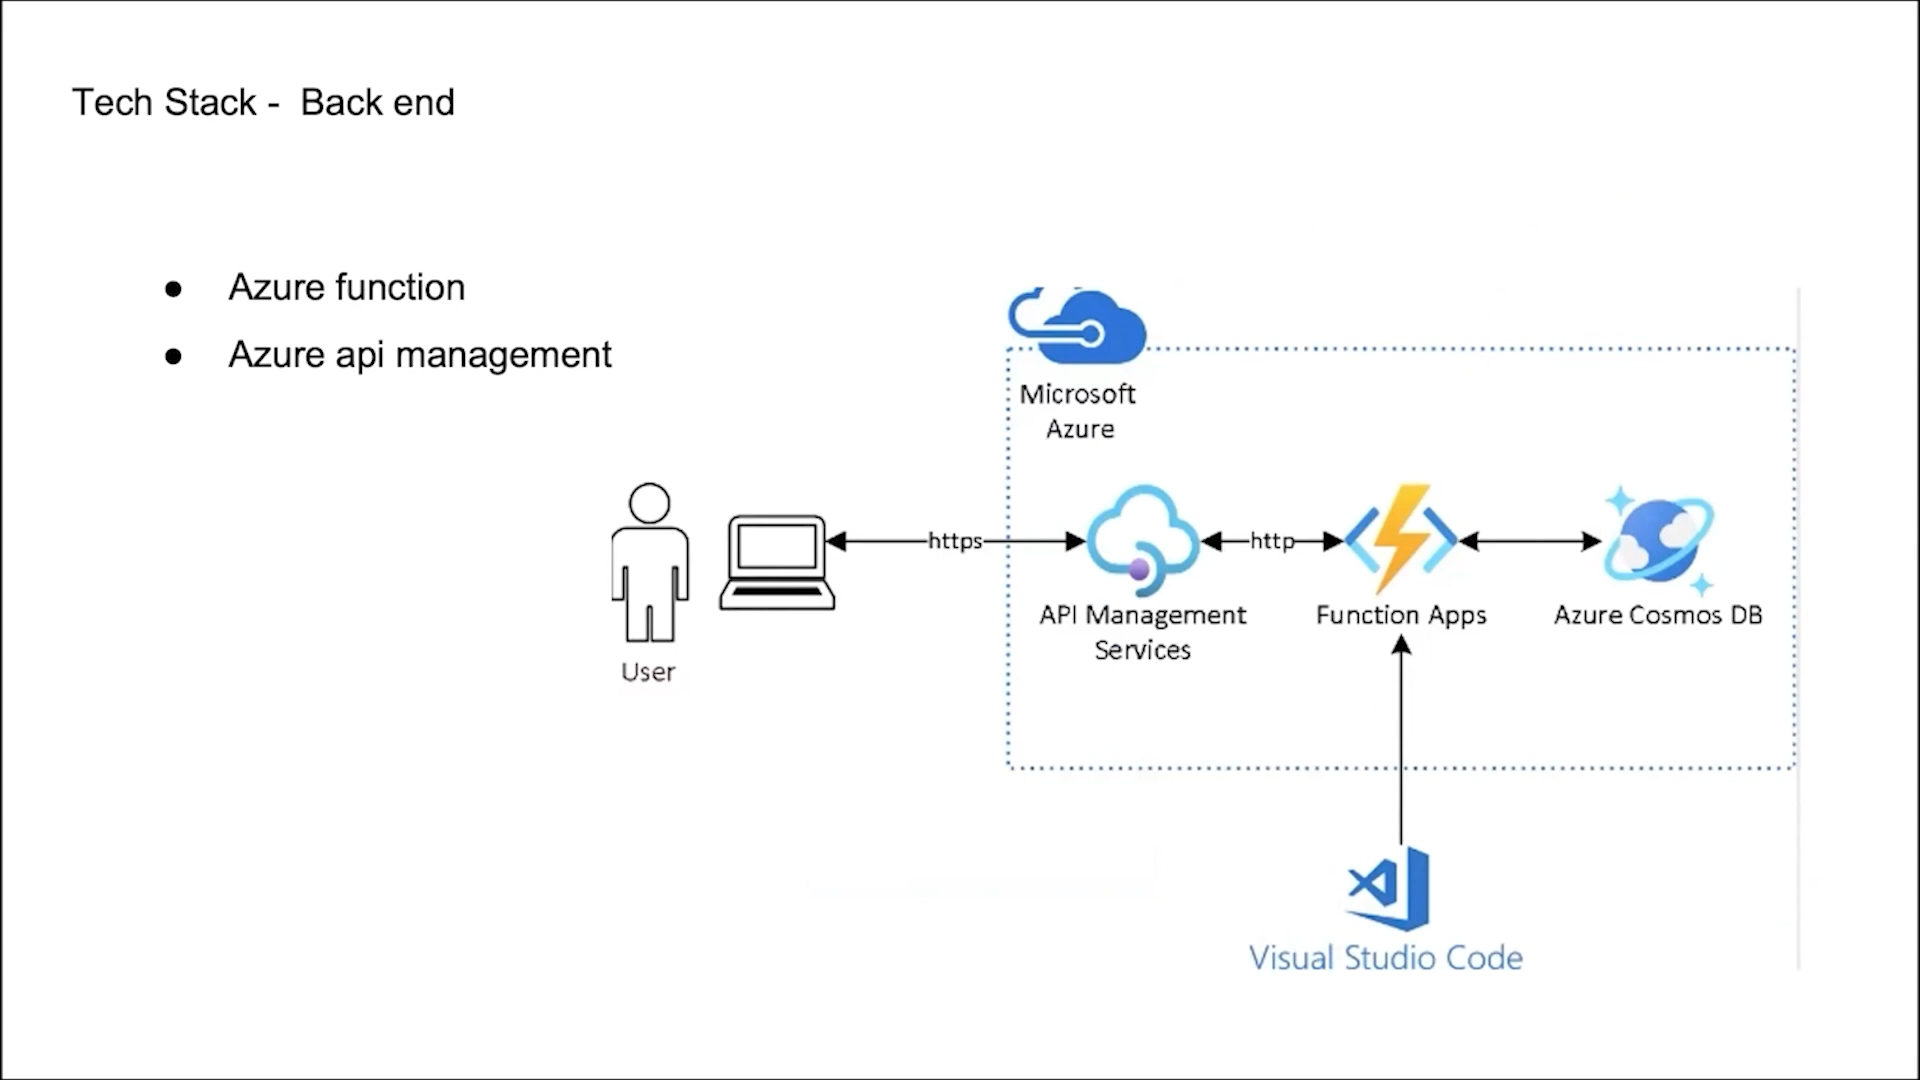 Tech Stack -  Back end
● Azure function
● Azure api management
Microsoft
Azure
https
http
API Management
Services
Function Apps
Azure Cosmos DB
User
Visual Studio Code